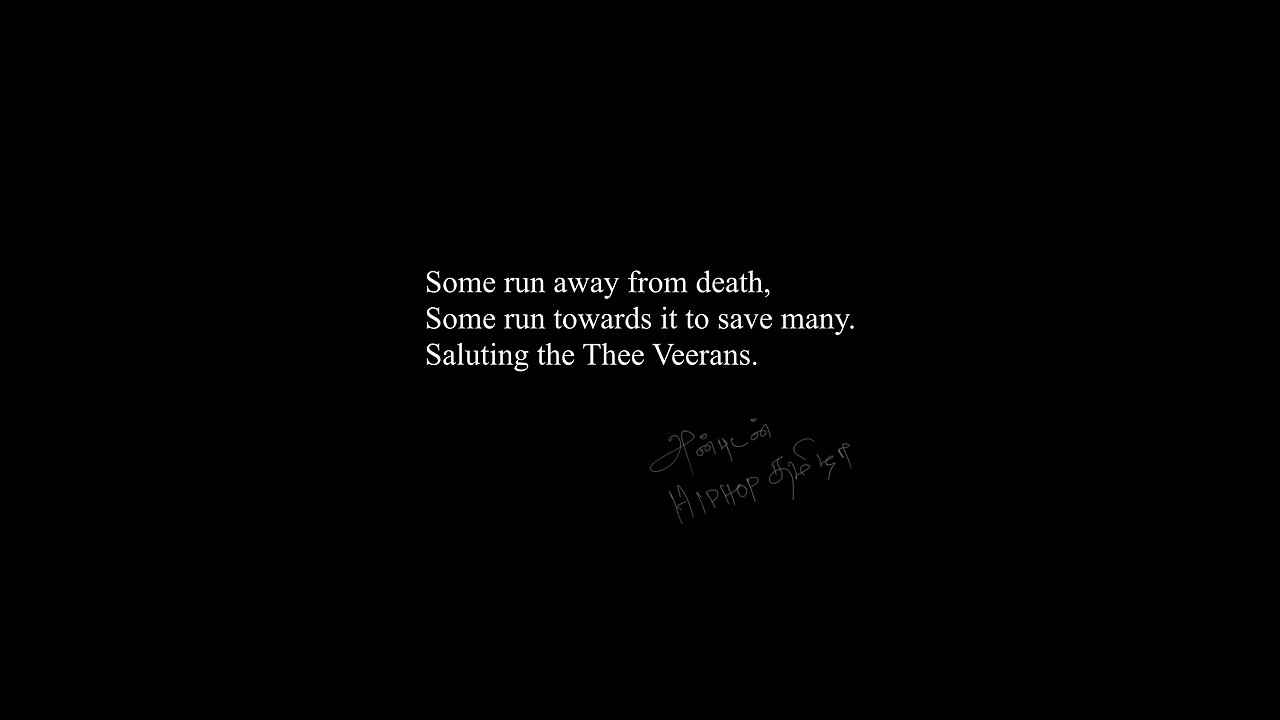 Some run away from death,
Some run towards it to save many.
Saluting the Thee Veerans.
அன்புடன்
HIPHOP தமிழா